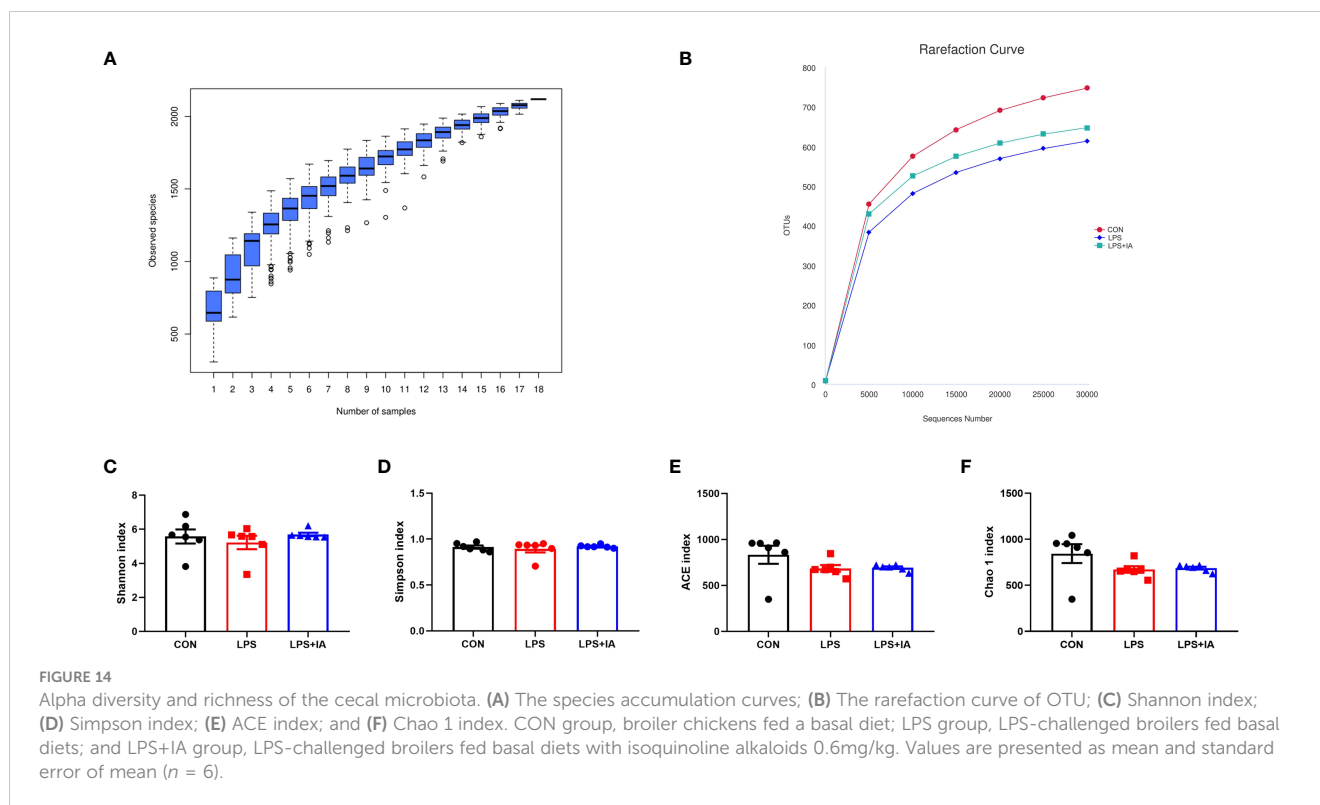 A
Observed species
500
1000
1500
2000
1 2 3 4 5 6 7 8 9 10 11 12 13 14 15 16 17 18
Number of samples
B
Rarefaction Curve
OTUs
800
700
600
500
400
300
200
100
0
0 5000 10000 15000 20000 25000 30000
Sequences Number
CON
LPS
LPS+IA
C
Shannon index
8
6
4
2
0
CON LPS LPS+IA
D
Simpson index
1.5
1.0
0.5
0.0
CON LPS LPS+IA
E
ACE index
1500
1000
500
0
CON LPS LPS+IA
F
Chao 1 index
1500
1000
500
0
CON LPS LPS+IA
FIGURE 14
Alpha diversity and richness of the cecal microbiota. (A) The species accumulation curves; (B) The rarefaction curve of OTU; (C) Shannon index;
(D) Simpson index; (E) ACE index; and (F) Chao 1 index. CON group, broiler chickens fed a basal diet; LPS group, LPS-challenged broilers fed basal
diets; and LPS+IA group, LPS-challenged broilers fed basal diets with isoquinoline alkaloids 0.6mg/kg. Values are presented as mean and standard
error of mean (n = 6).